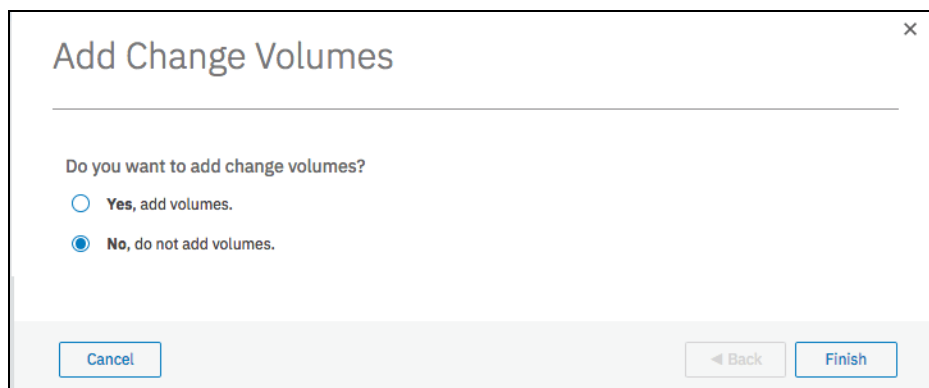 ×
Add Change Volumes
Do you want to add change volumes?
Yes, add volumes.
No, do not add volumes.
Cancel
◄ Back
Finish